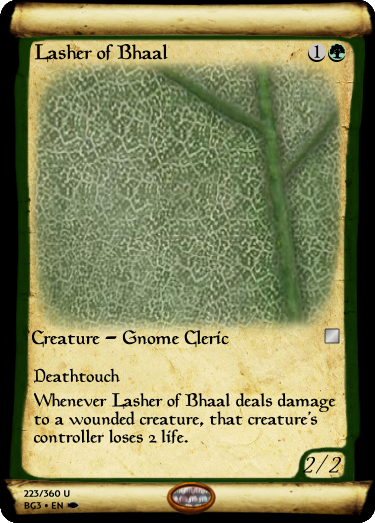 Lasher of Bhaal 1
Creature – Gnome Cleric
Deathtouch
Whenever Lasher of Bhaal deals damage
to a wounded creature, that creature's
controller loses 2 life.
2/2
223/360 U
BG3 • EN